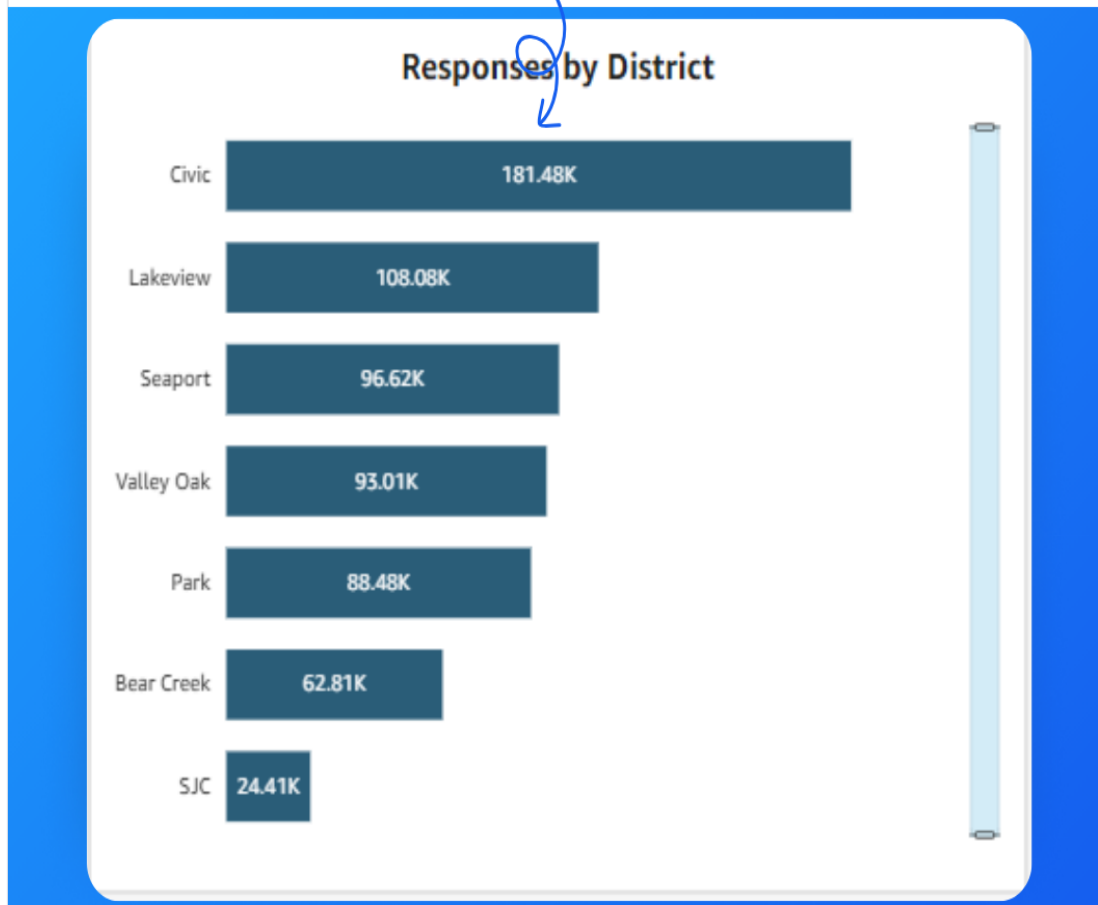 Responses by District
Civic 181.48K
Lakeview 108.08K
Seaport 96.62K
Valley Oak 93.01K
Park 88.48K
Bear Creek 62.81K
SJC 24.41K